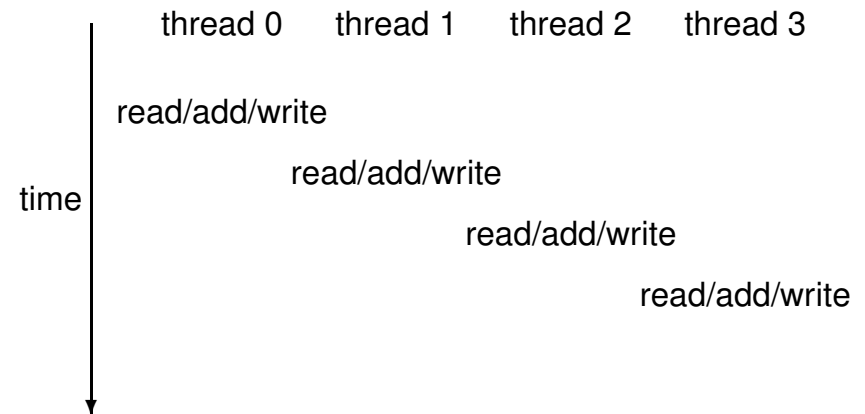 thread 0 thread 1 thread 2 thread 3
read/add/write
read/add/write
time
read/add/write
read/add/write